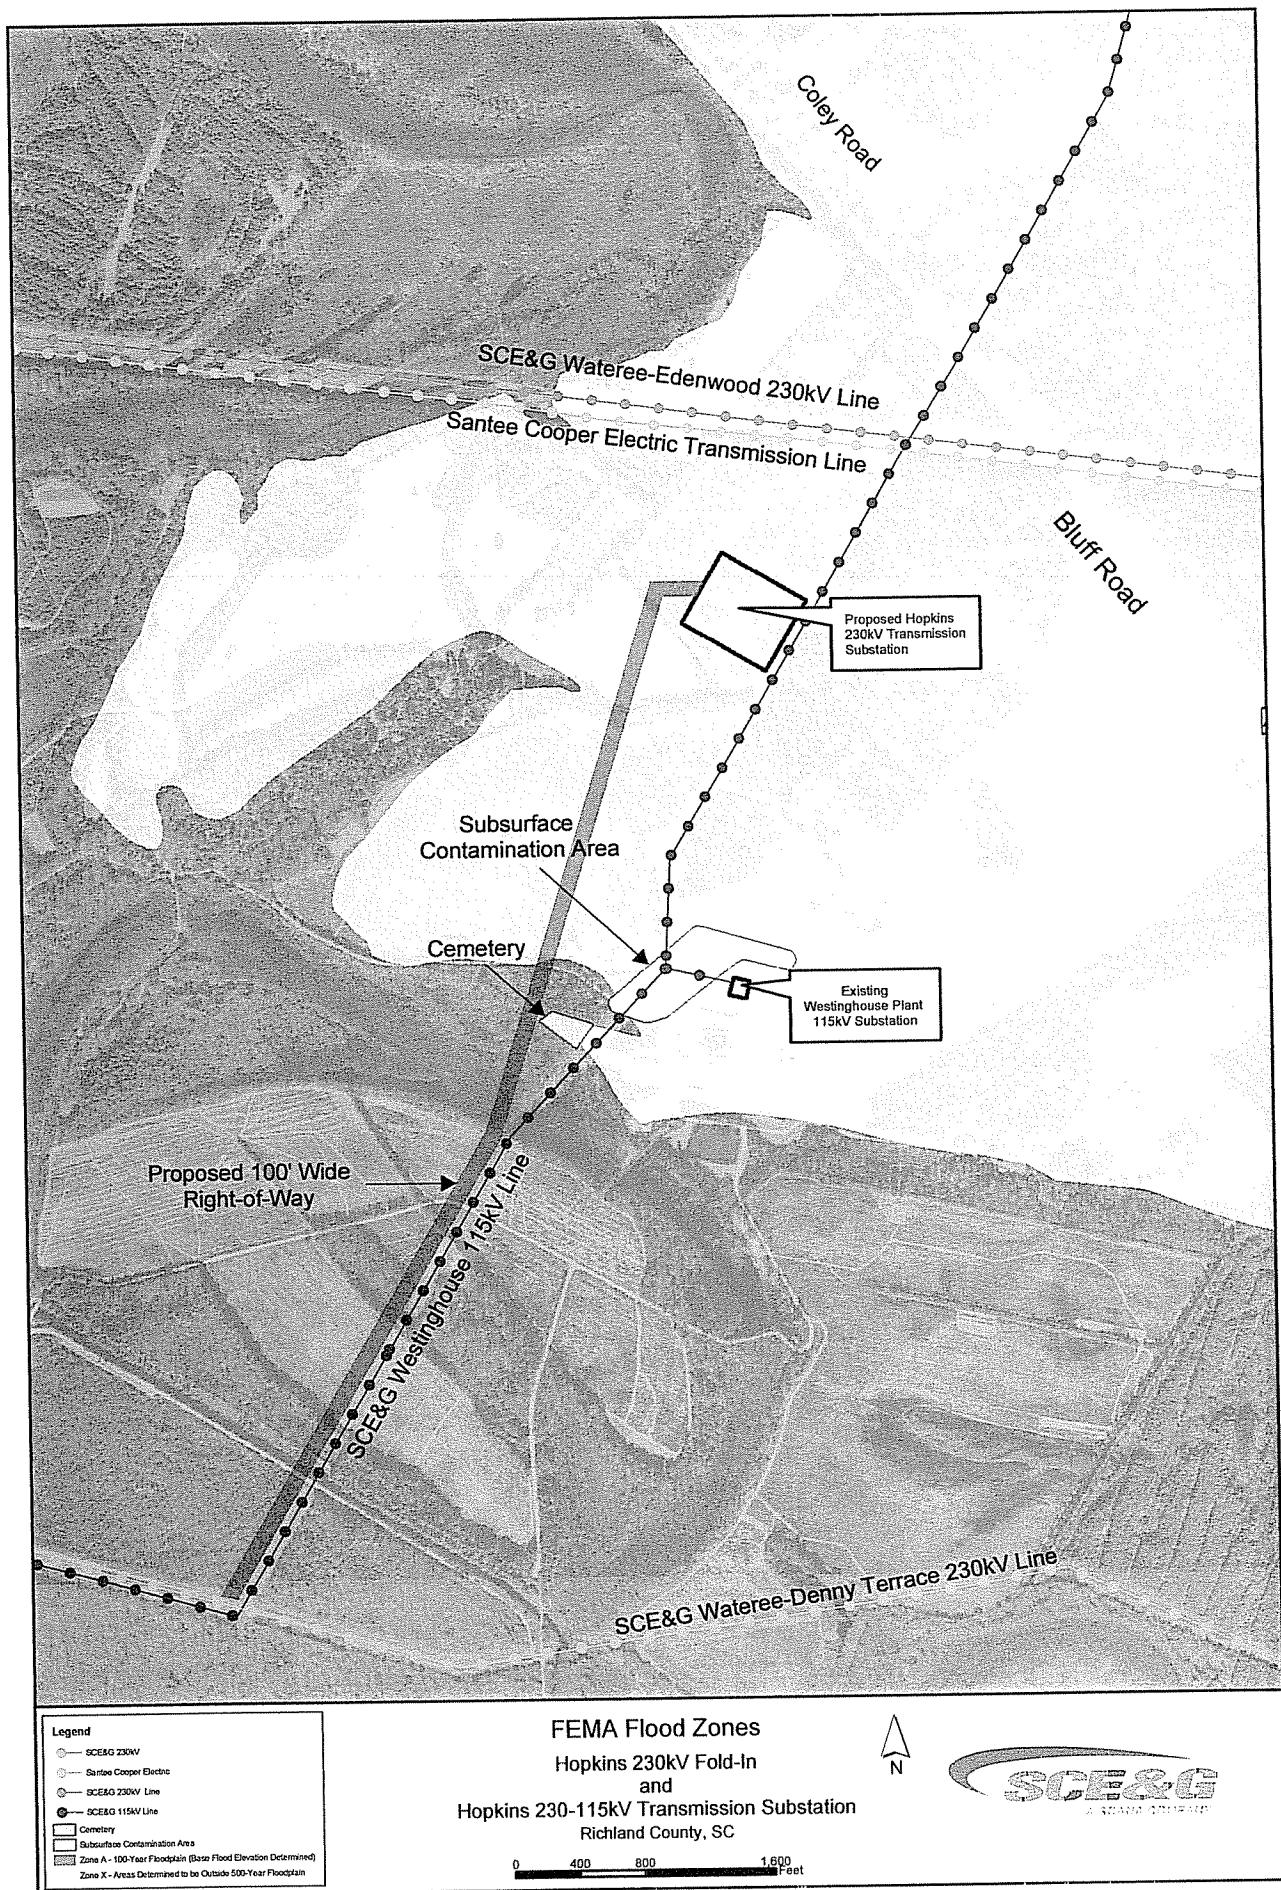 Coley Road
SCE&G Wateree-Edenwood 230kV Line
Santee Cooper Electric Transmission Line
Bluff Road
Proposed Hopkins
230kV Transmission
Substation
Subsurface
Contamination Area
Cemetery
Existing
Westinghouse Plant
115kV Substation
Proposed 100' Wide
Right-of-Way
SCE&G Westinghouse 115kV Line
SCE&G Wateree-Denny Terrace 230kV Line
Legend
SCE&G 230kV
Santee Cooper Electric
SCE&G 230kV Line
SCE&G 115kV Line
Cemetery
Subsurface Contamination Area
Zone A - 100-Year Floodplain (Base Flood Elevation Determined)
Zone X - Areas Determined to be Outside 500-Year Floodplain
FEMA Flood Zones
Hopkins 230kV Fold-In
and
Hopkins 230-115kV Transmission Substation
Richland County, SC
0 400 800 1,600
Feet
N
SCE&G
A SCANA COMPANY